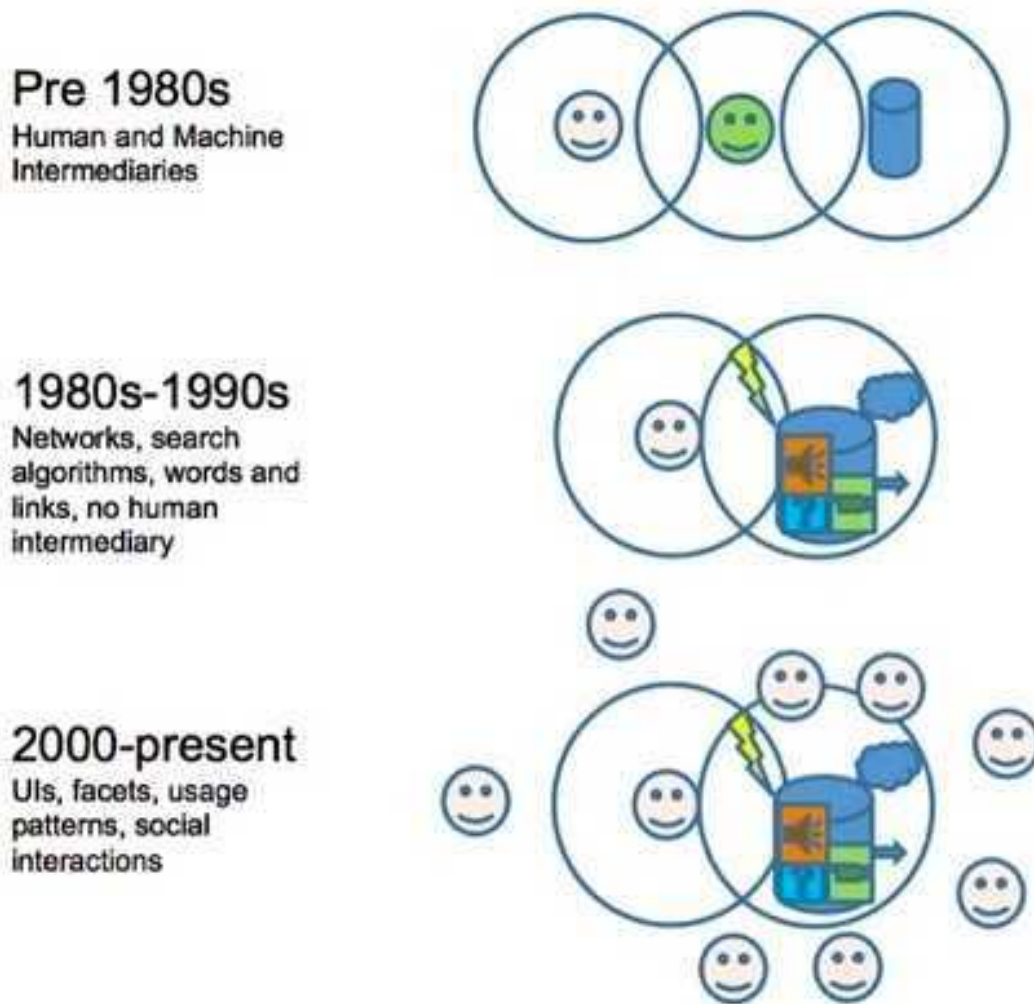 Pre 1980s
Human and Machine
Intermediaries
1980s-1990s
Networks, search
algorithms, words and
links, no human
intermediary
2000-present
UIs, facets, usage
patterns, social
interactions